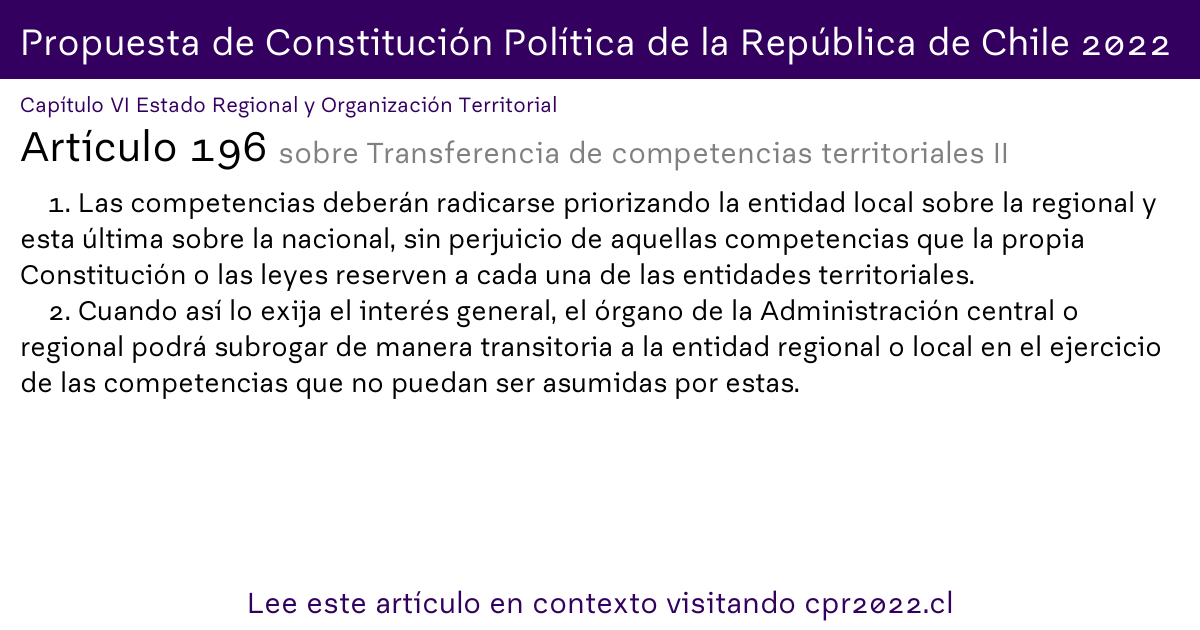 Propuesta de Constitución Política de la República de Chile 2022
Capítulo VI Estado Regional y Organización Territorial
Artículo 196 sobre Transferencia de competencias territoriales II
1. Las competencias deberán radicarse priorizando la entidad local sobre la regional y
esta última sobre la nacional, sin perjuicio de aquellas competencias que la propia
Constitución o las leyes reserven a cada una de las entidades territoriales.
2. Cuando así lo exija el interés general, el órgano de la Administración central o
regional podrá subrogar de manera transitoria a la entidad regional o local en el ejercicio
de las competencias que no puedan ser asumidas por estas.
Lee este artículo en contexto visitando cpr2022.cl